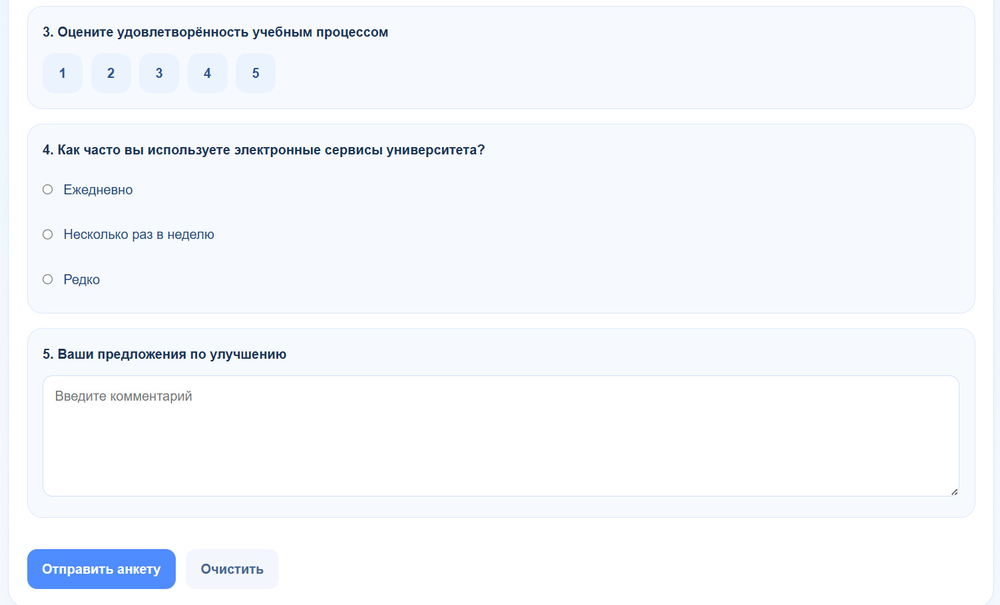 3. Оцените удовлетворённость учебным процессом
1 2 3 4 5
4. Как часто вы используете электронные сервисы университета?
Ежедневно
Несколько раз в неделю
Редко
5. Ваши предложения по улучшению
Введите комментарий
Отправить анкету Очистить